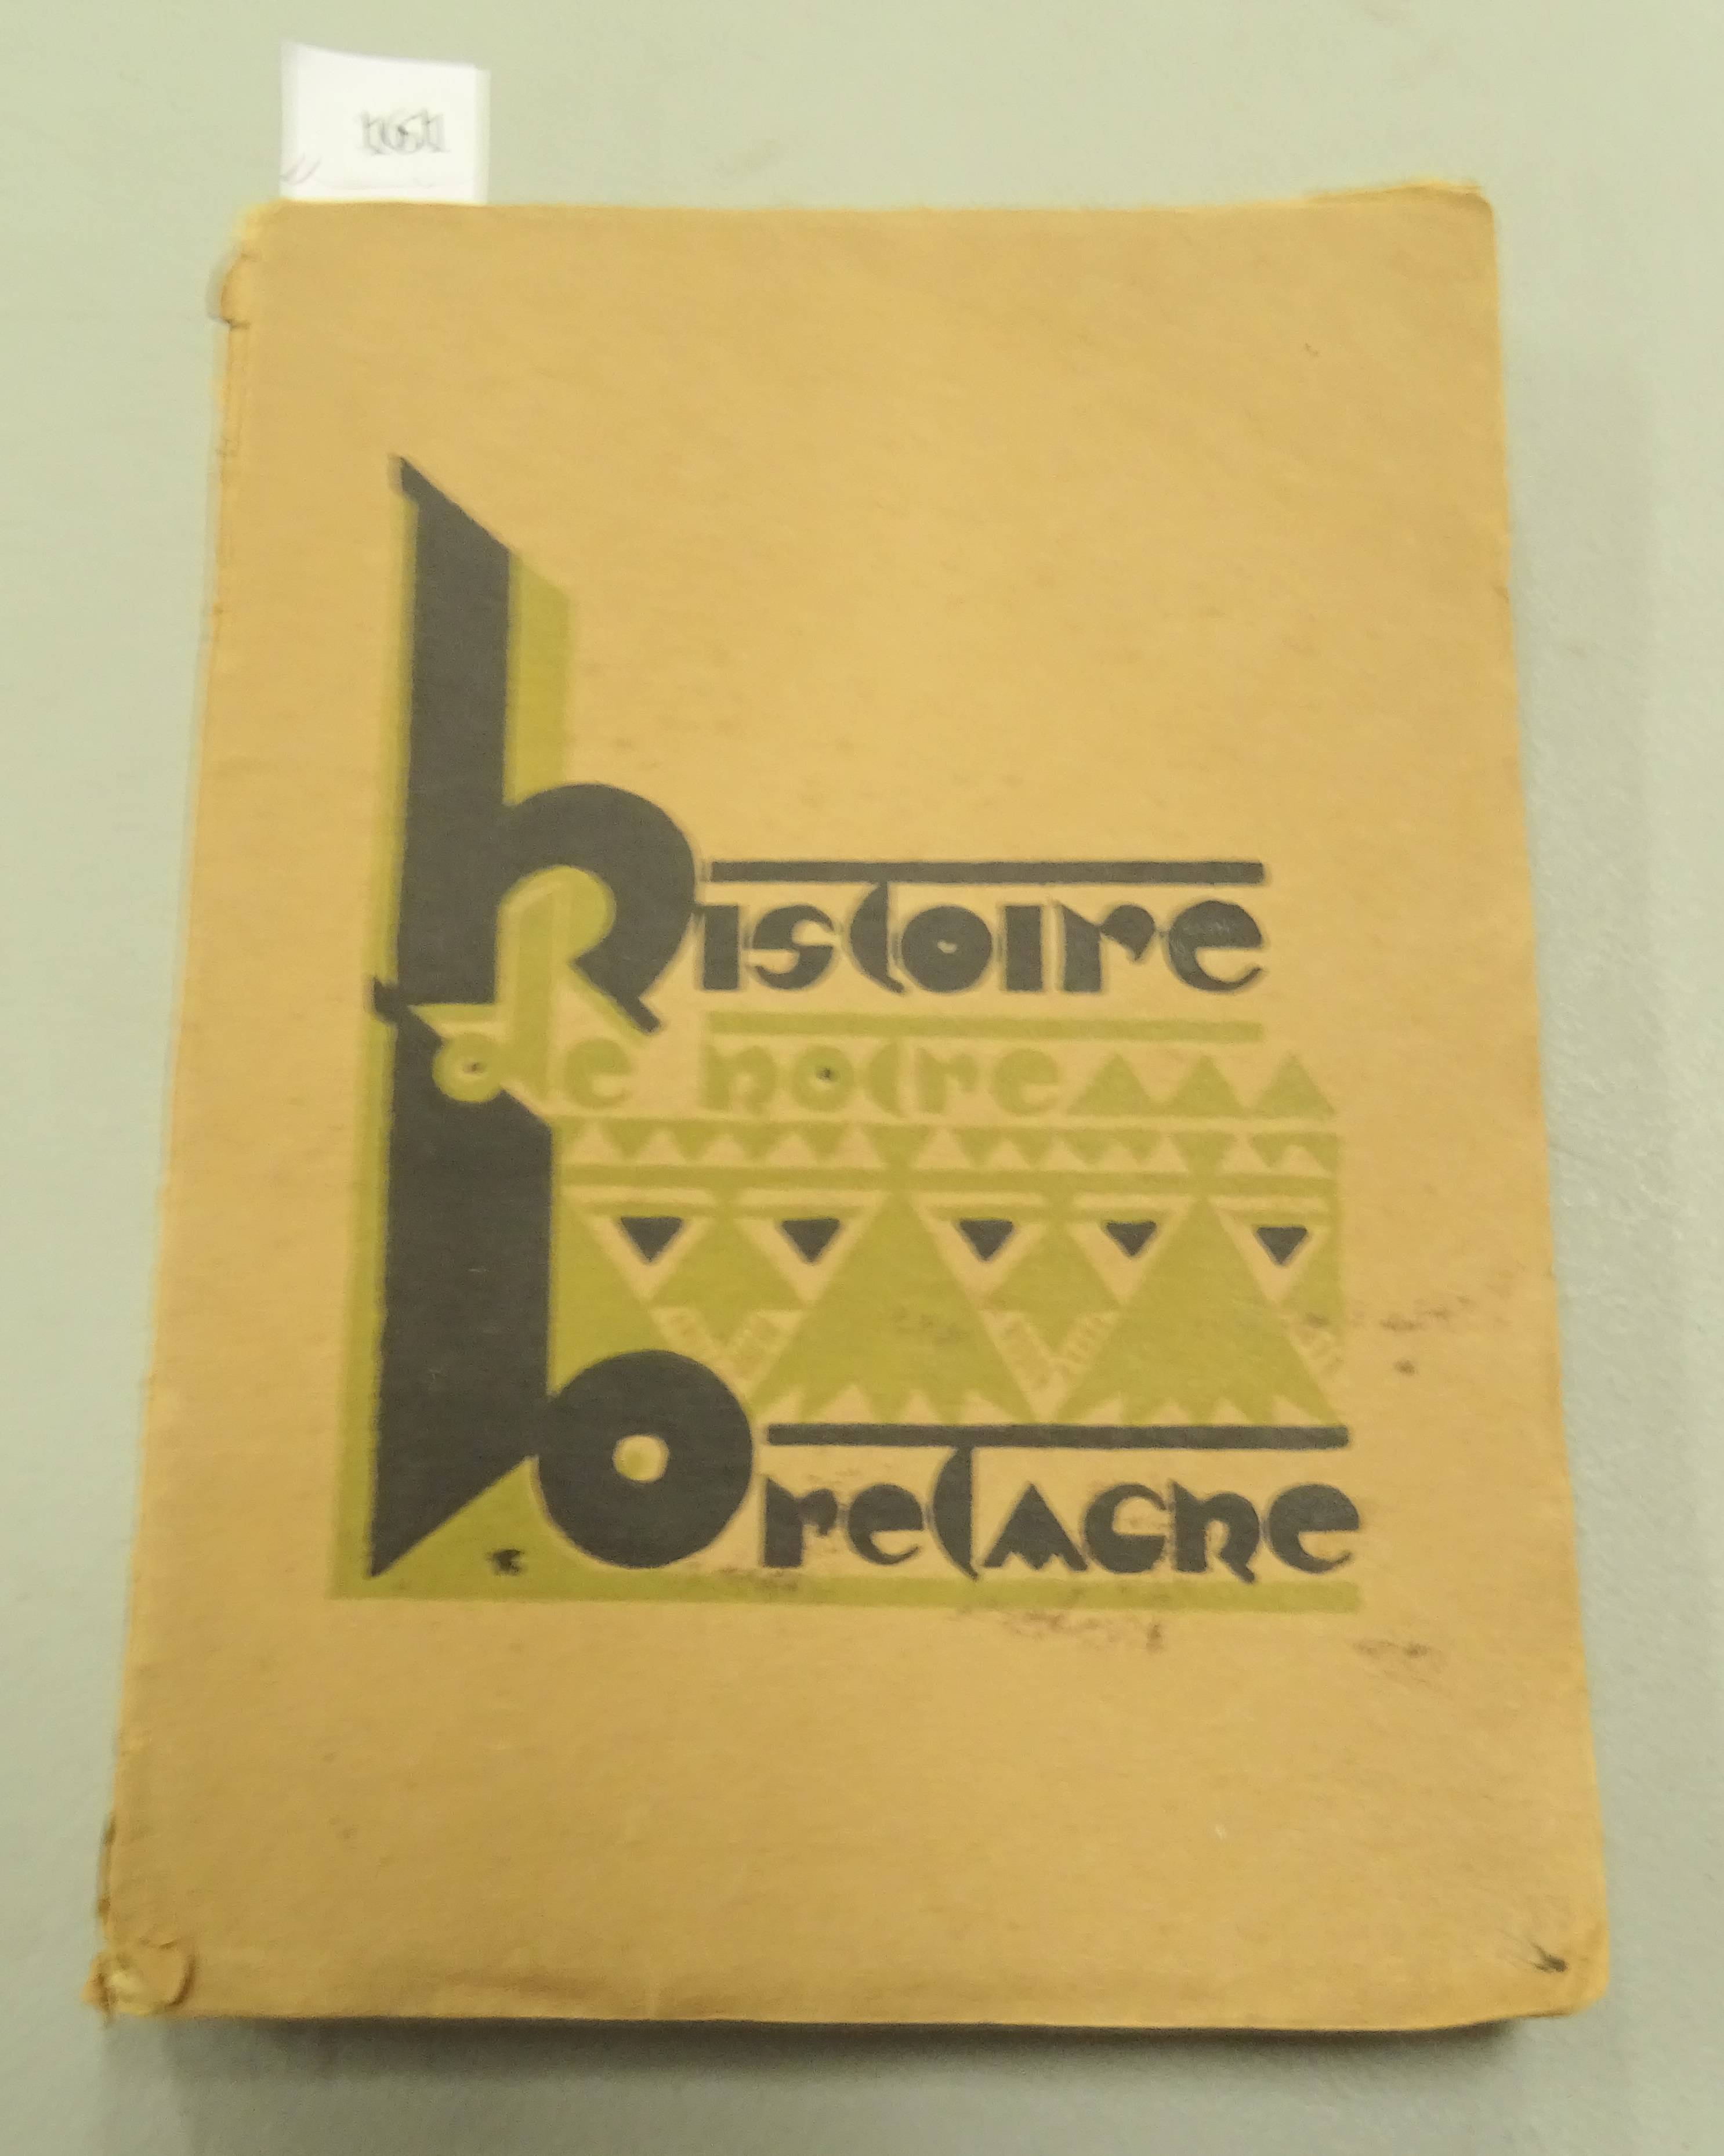 histoire
de notre
bretagne